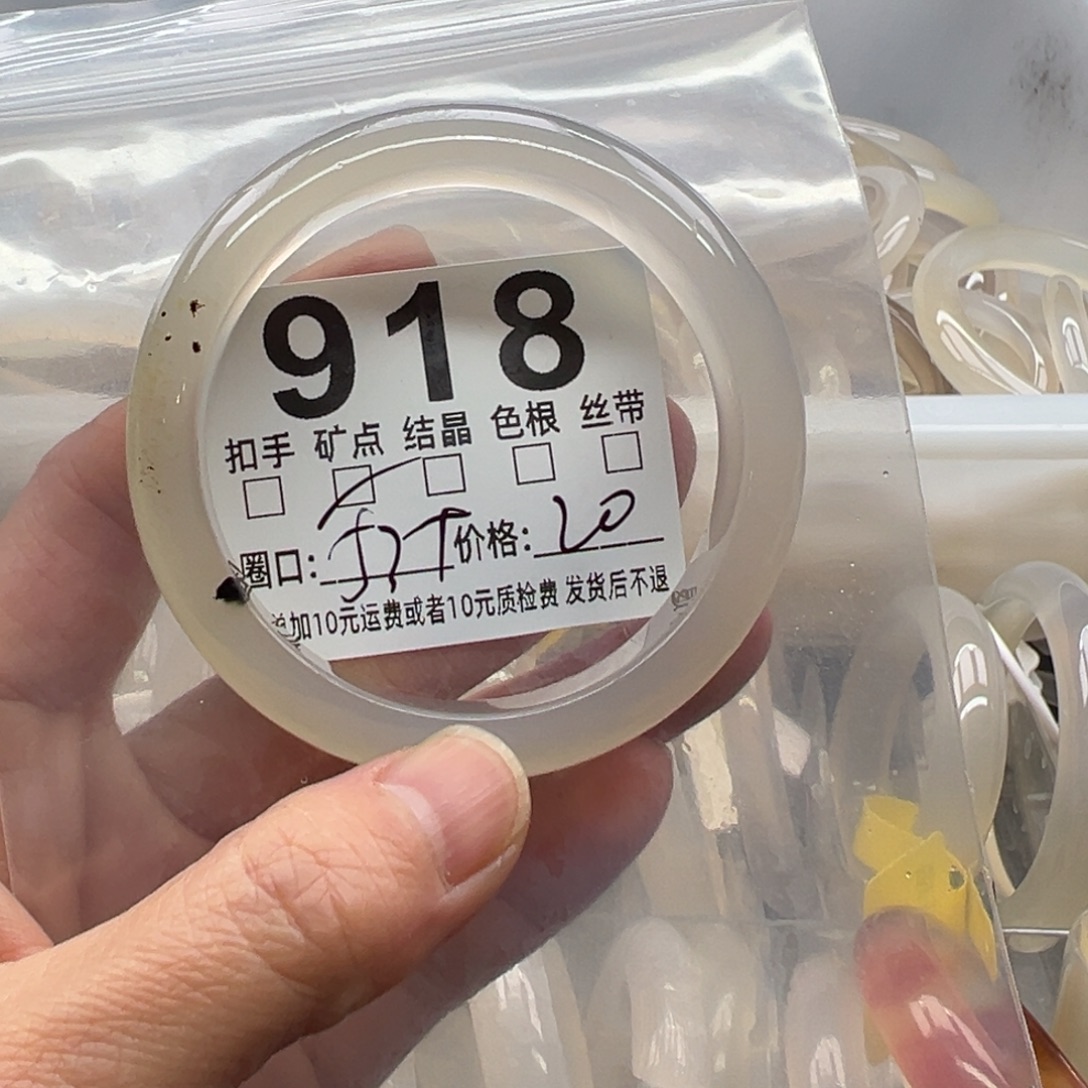 918
扣手 矿点 结晶 色根 丝带
圈口: 价格: 20
加10元运费或者10元质检费 发货后不退